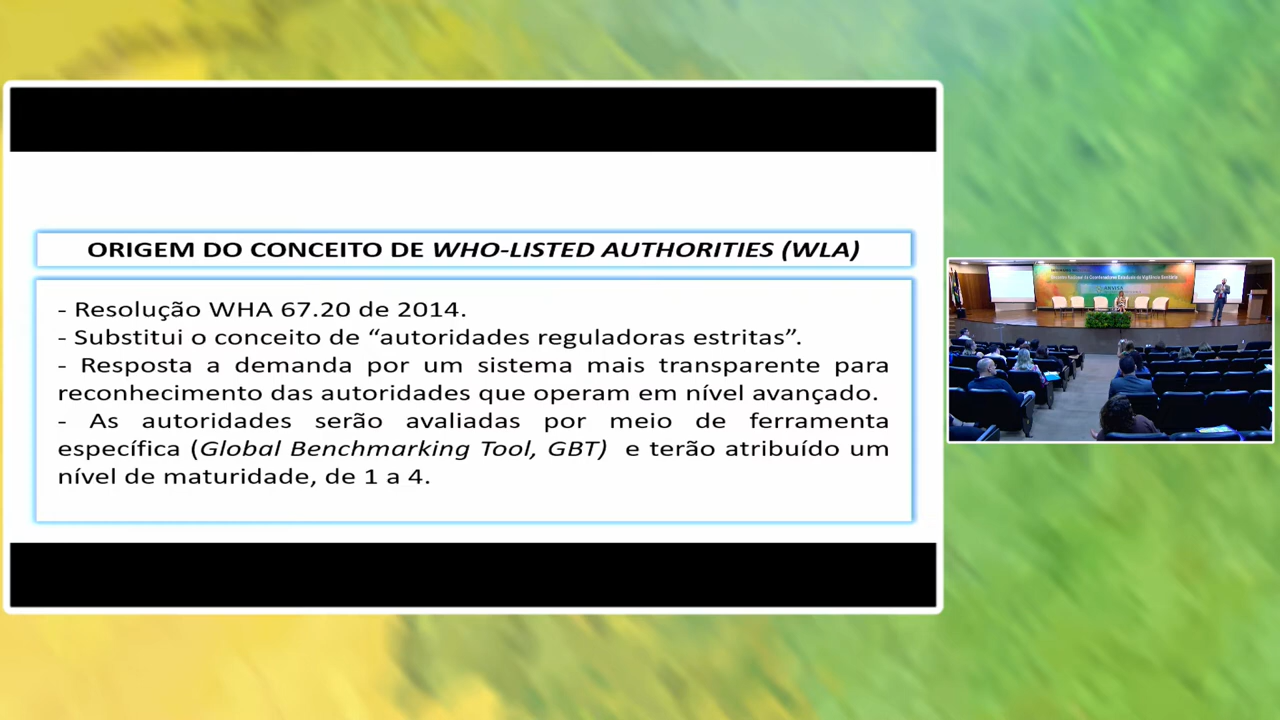 ORIGEM DO CONCEITO DE WHO-LISTED AUTHORITIES (WLA)
- Resolução WHA 67.20 de 2014.
- Substitui o conceito de “autoridades reguladoras estritas”.
- Resposta a demanda por um sistema mais transparente para
reconhecimento das autoridades que operam em nível avançado.
- As autoridades serão avaliadas por meio de ferramenta
específica (Global Benchmarking Tool, GBT) e terão atribuído um
nível de maturidade, de 1 a 4.
ANVISA